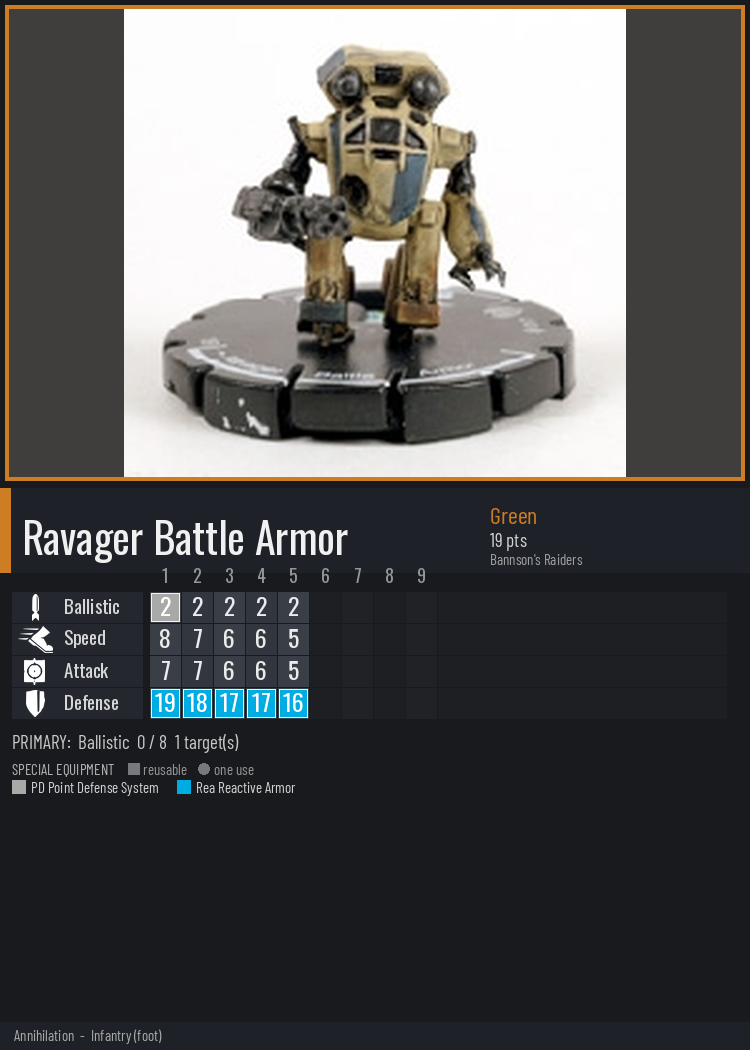 Battle Armor
Ravager Battle Armor
Green
19 pts
Bannson's Raiders
1 2 3 4 5 6 7 8 9
Ballistic 2 2 2 2 2
Speed 8 7 6 6 5
Attack 7 7 6 6 5
Defense 19 18 17 17 16
PRIMARY: Ballistic 0 / 8 1 target(s)
SPECIAL EQUIPMENT reusable one use
PD Point Defense System Rea Reactive Armor
Annihilation - Infantry (foot)